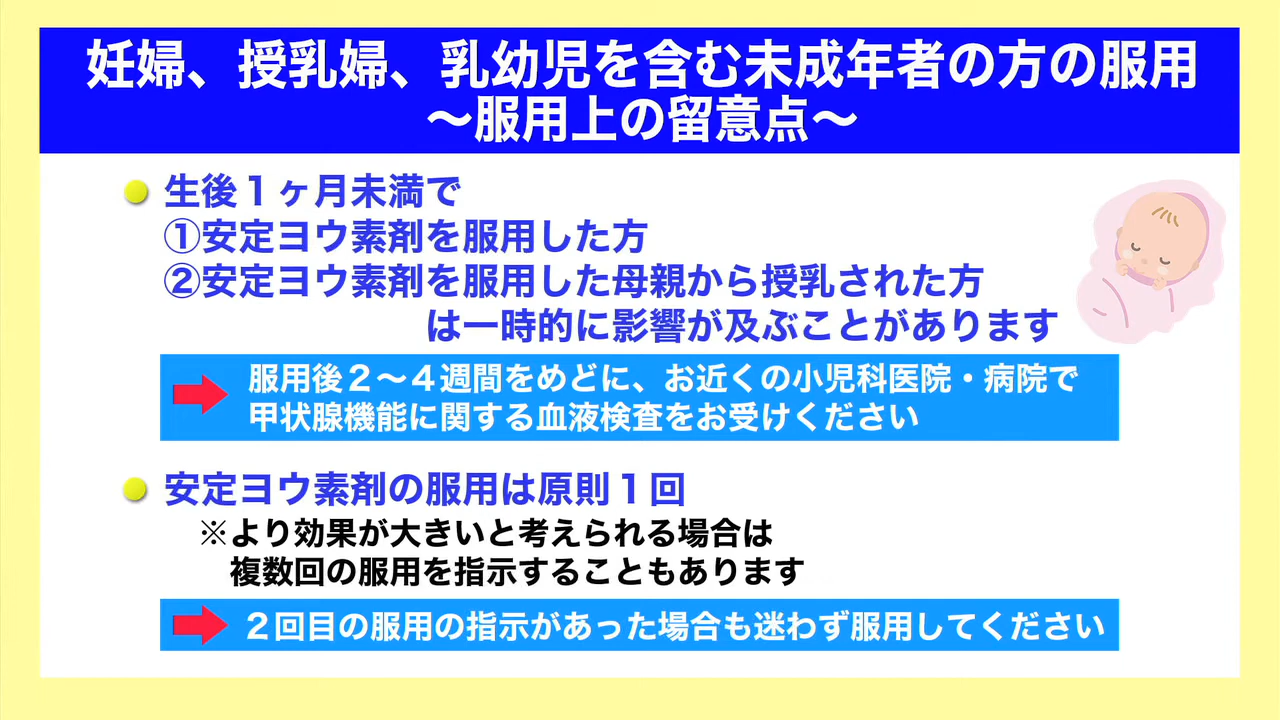 妊婦、授乳婦、乳幼児を含む未成年者の方の服用
～服用上の留意点～
生後１ヶ月未満で
①安定ヨウ素剤を服用した方
②安定ヨウ素剤を服用した母親から授乳された方
は一時的に影響が及ぶことがあります
服用後２～４週間をめどに、お近くの小児科医院・病院で
甲状腺機能に関する血液検査をお受けください
安定ヨウ素剤の服用は原則１回
※より効果が大きいと考えられる場合は
複数回の服用を指示することもあります
２回目の服用の指示があった場合も迷わず服用してください